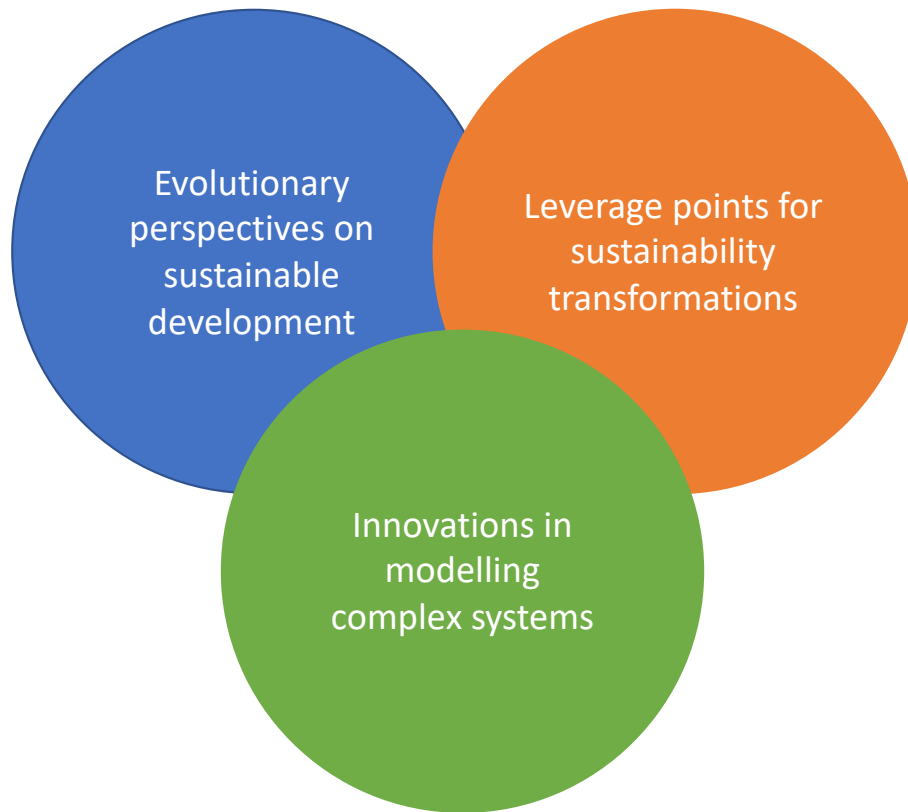 Evolutionary
perspectives on
sustainable
development
Leverage points for
sustainability
transformations
Innovations in
modelling
complex systems